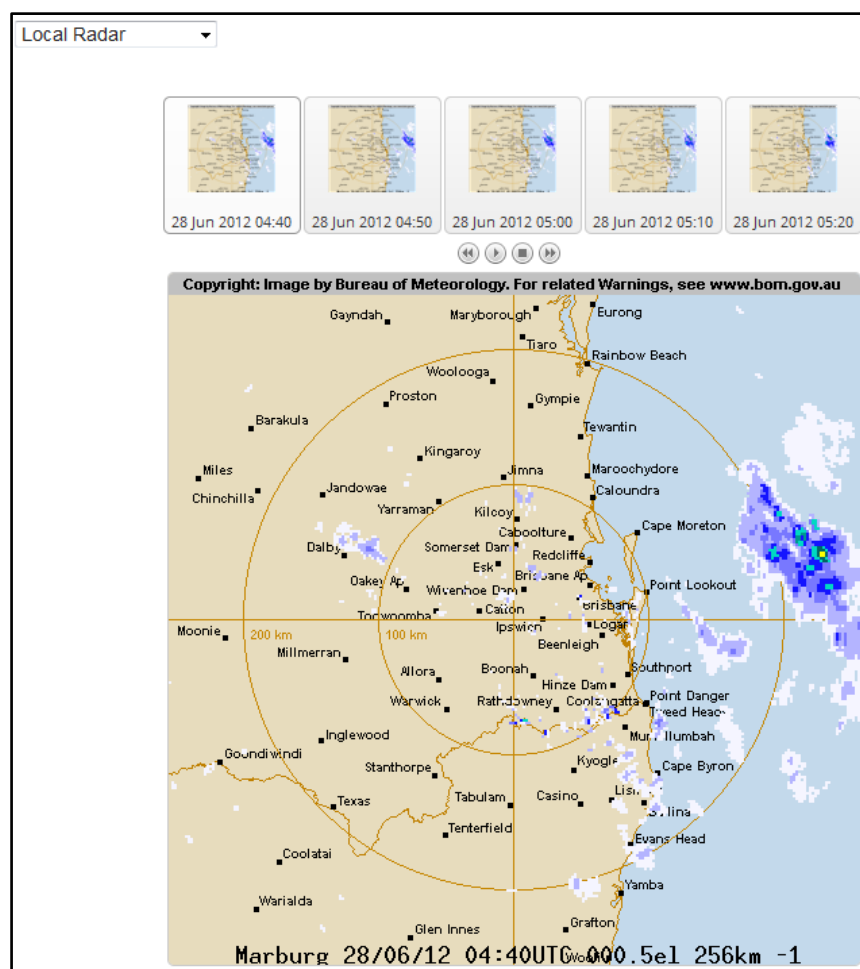 Local Radar
28 Jun 2012 04:40
28 Jun 2012 04:50
28 Jun 2012 05:00
28 Jun 2012 05:10
28 Jun 2012 05:20
Copyright: Image by Bureau of Meteorology. For related Warnings, see www.bom.gov.au
Gayndah
Maryborough
Eurong
Tiaro
Rainbow Beach
Woolooga
Proston
Gympie
Barakula
Tewantin
Kingaroy
Miles
Jimna
Maroochydore
Chinchilla
Jandowae
Caloundra
Yarraman
Kilcoy
Cape Moreton
Caboolture
Dalby
Somerset Dam
Redcliffe
Esk
Oakey Ap
Wivenhoe Dam
Brisbane Ap
Point Lookout
Toowoomba
Gatton
Brisbane
Ipswich
Logan
Moonie
200 km
100 km
Beenleigh
Millmerran
Allora
Boonah
Southport
Hinze Dam
Warwick
Rathdowney
Coolangatta
Point Danger
Tweed Heads
Inglewood
Goondiwindi
Stanthorpe
Kyogle
Cape Byron
Texas
Tabulam
Casino
Tenterfield
Evans Head
Coolatai
Yamba
Warialda
Glen Innes
Grafton
Marburg 28/06/12 04:40UTC 000.5el 256km -1